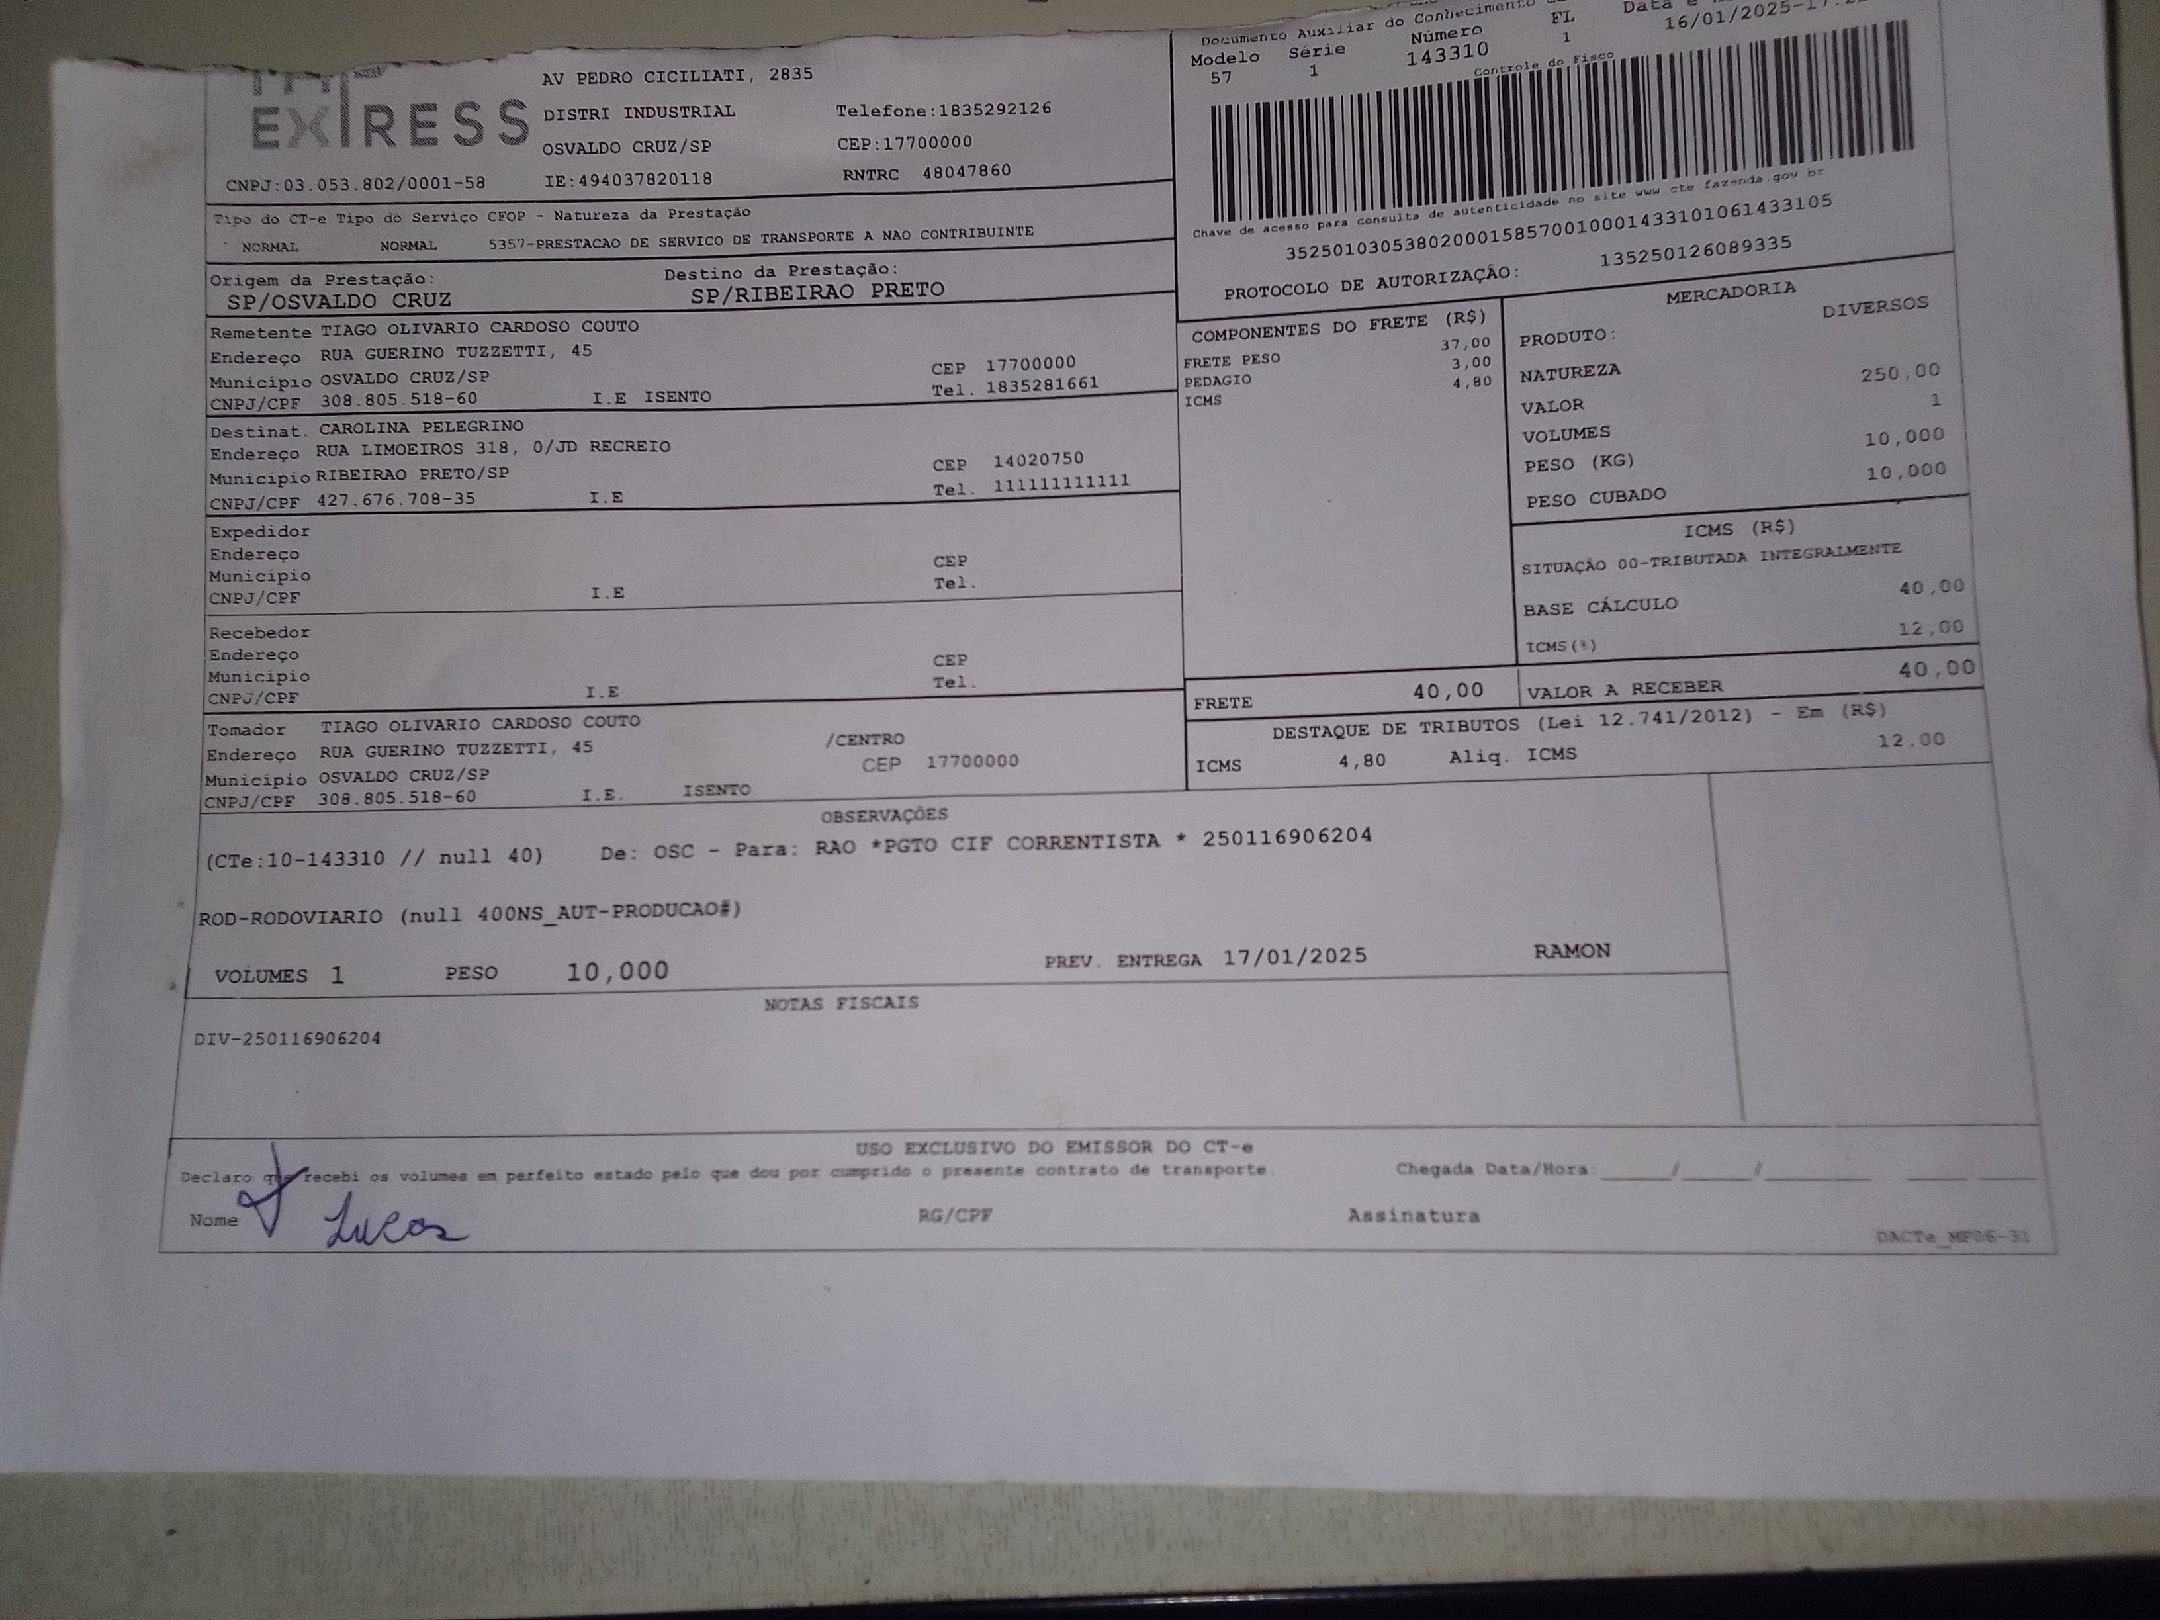 EXPRESS
AV PEDRO CICILIATI, 2835
DISTRI INDUSTRIAL Telefone:1835292126
OSVALDO CRUZ/SP CEP:17700000
CNPJ:03.053.802/0001-58 IE:494037820118 RNTRC 48047860
Documento Auxiliar do Conhecimento
Modelo Série Número FL
57 1 143310 1 16/01/2025-17:
Controle do Fisco
Chave de acesso para consulta de autenticidade no site www.cte.fazenda.gov.br
35250103053802000158570010001433101061433105
PROTOCOLO DE AUTORIZAÇÃO: 135250126089335
Tipo do CT-e Tipo do Serviço CFOP - Natureza da Prestação
NORMAL NORMAL 5357-PRESTACAO DE SERVICO DE TRANSPORTE A NAO CONTRIBUINTE
Origem da Prestação: Destino da Prestação:
SP/OSVALDO CRUZ SP/RIBEIRAO PRETO
Remetente TIAGO OLIVARIO CARDOSO COUTO
Endereço RUA GUERINO TUZZETTI, 45
Município OSVALDO CRUZ/SP CEP 17700000
CNPJ/CPF 308.805.518-60 I.E ISENTO Tel. 1835281661
Destinat. CAROLINA PELEGRINO
Endereço RUA LIMOEIROS 318, 0/JD RECREIO
Município RIBEIRAO PRETO/SP CEP 14020750
CNPJ/CPF 427.676.708-35 I.E Tel. 111111111111
Expedidor
Endereço
Município CEP
CNPJ/CPF I.E Tel.
Recebedor
Endereço
Município CEP
CNPJ/CPF I.E Tel.
Tomador TIAGO OLIVARIO CARDOSO COUTO
Endereço RUA GUERINO TUZZETTI, 45 /CENTRO
Município OSVALDO CRUZ/SP CEP 17700000
CNPJ/CPF 308.805.518-60 I.E. ISENTO
COMPONENTES DO FRETE (R$)
FRETE PESO 37,00
PEDAGIO 3,00
ICMS 4,80
MERCADORIA
PRODUTO: DIVERSOS
NATUREZA
VALOR 250,00
VOLUMES 1
PESO (KG) 10,000
PESO CUBADO 10,000
ICMS (R$)
SITUAÇÃO 00-TRIBUTADA INTEGRALMENTE
BASE CÁLCULO 40,00
ICMS(%) 12,00
FRETE 40,00 VALOR A RECEBER 40,00
DESTAQUE DE TRIBUTOS (Lei 12.741/2012) - Em (R$)
ICMS 4,80 Aliq. ICMS 12,00
OBSERVAÇÕES
(CTe:10-143310 // null 40) De: OSC - Para: RAO *PGTO CIF CORRENTISTA * 250116906204
ROD-RODOVIARIO (null 400NS_AUT-PRODUCAO#)
VOLUMES 1 PESO 10,000 PREV. ENTREGA 17/01/2025 RAMON
NOTAS FISCAIS
DIV-250116906204
USO EXCLUSIVO DO EMISSOR DO CT-e
Declaro que recebi os volumes em perfeito estado pelo que dou por cumprido o presente contrato de transporte. Chegada Data/Hora:____/____/____
Nome Lucas RG/CPF Assinatura
DACTe_MF06-31